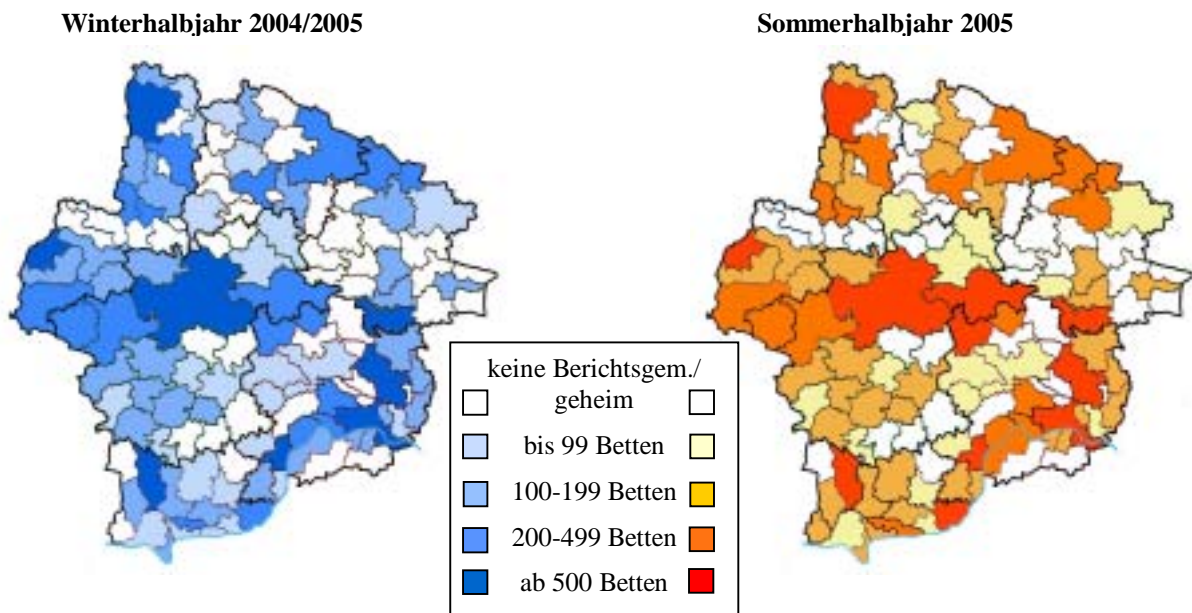 Winterhalbjahr 2004/2005
Sommerhalbjahr 2005
keine Berichtsgem./
geheim
bis 99 Betten
100-199 Betten
200-499 Betten
ab 500 Betten